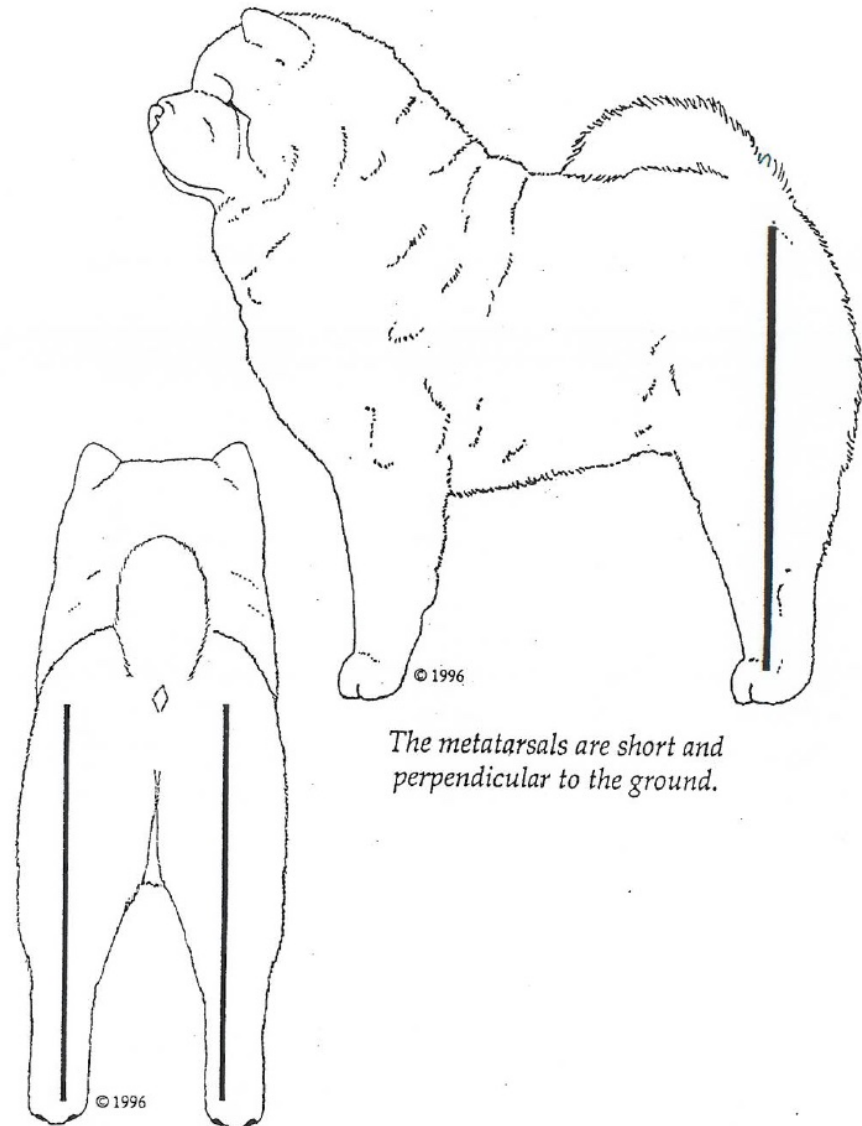 © 1996
The metatarsals are short and
perpendicular to the ground.
© 1996